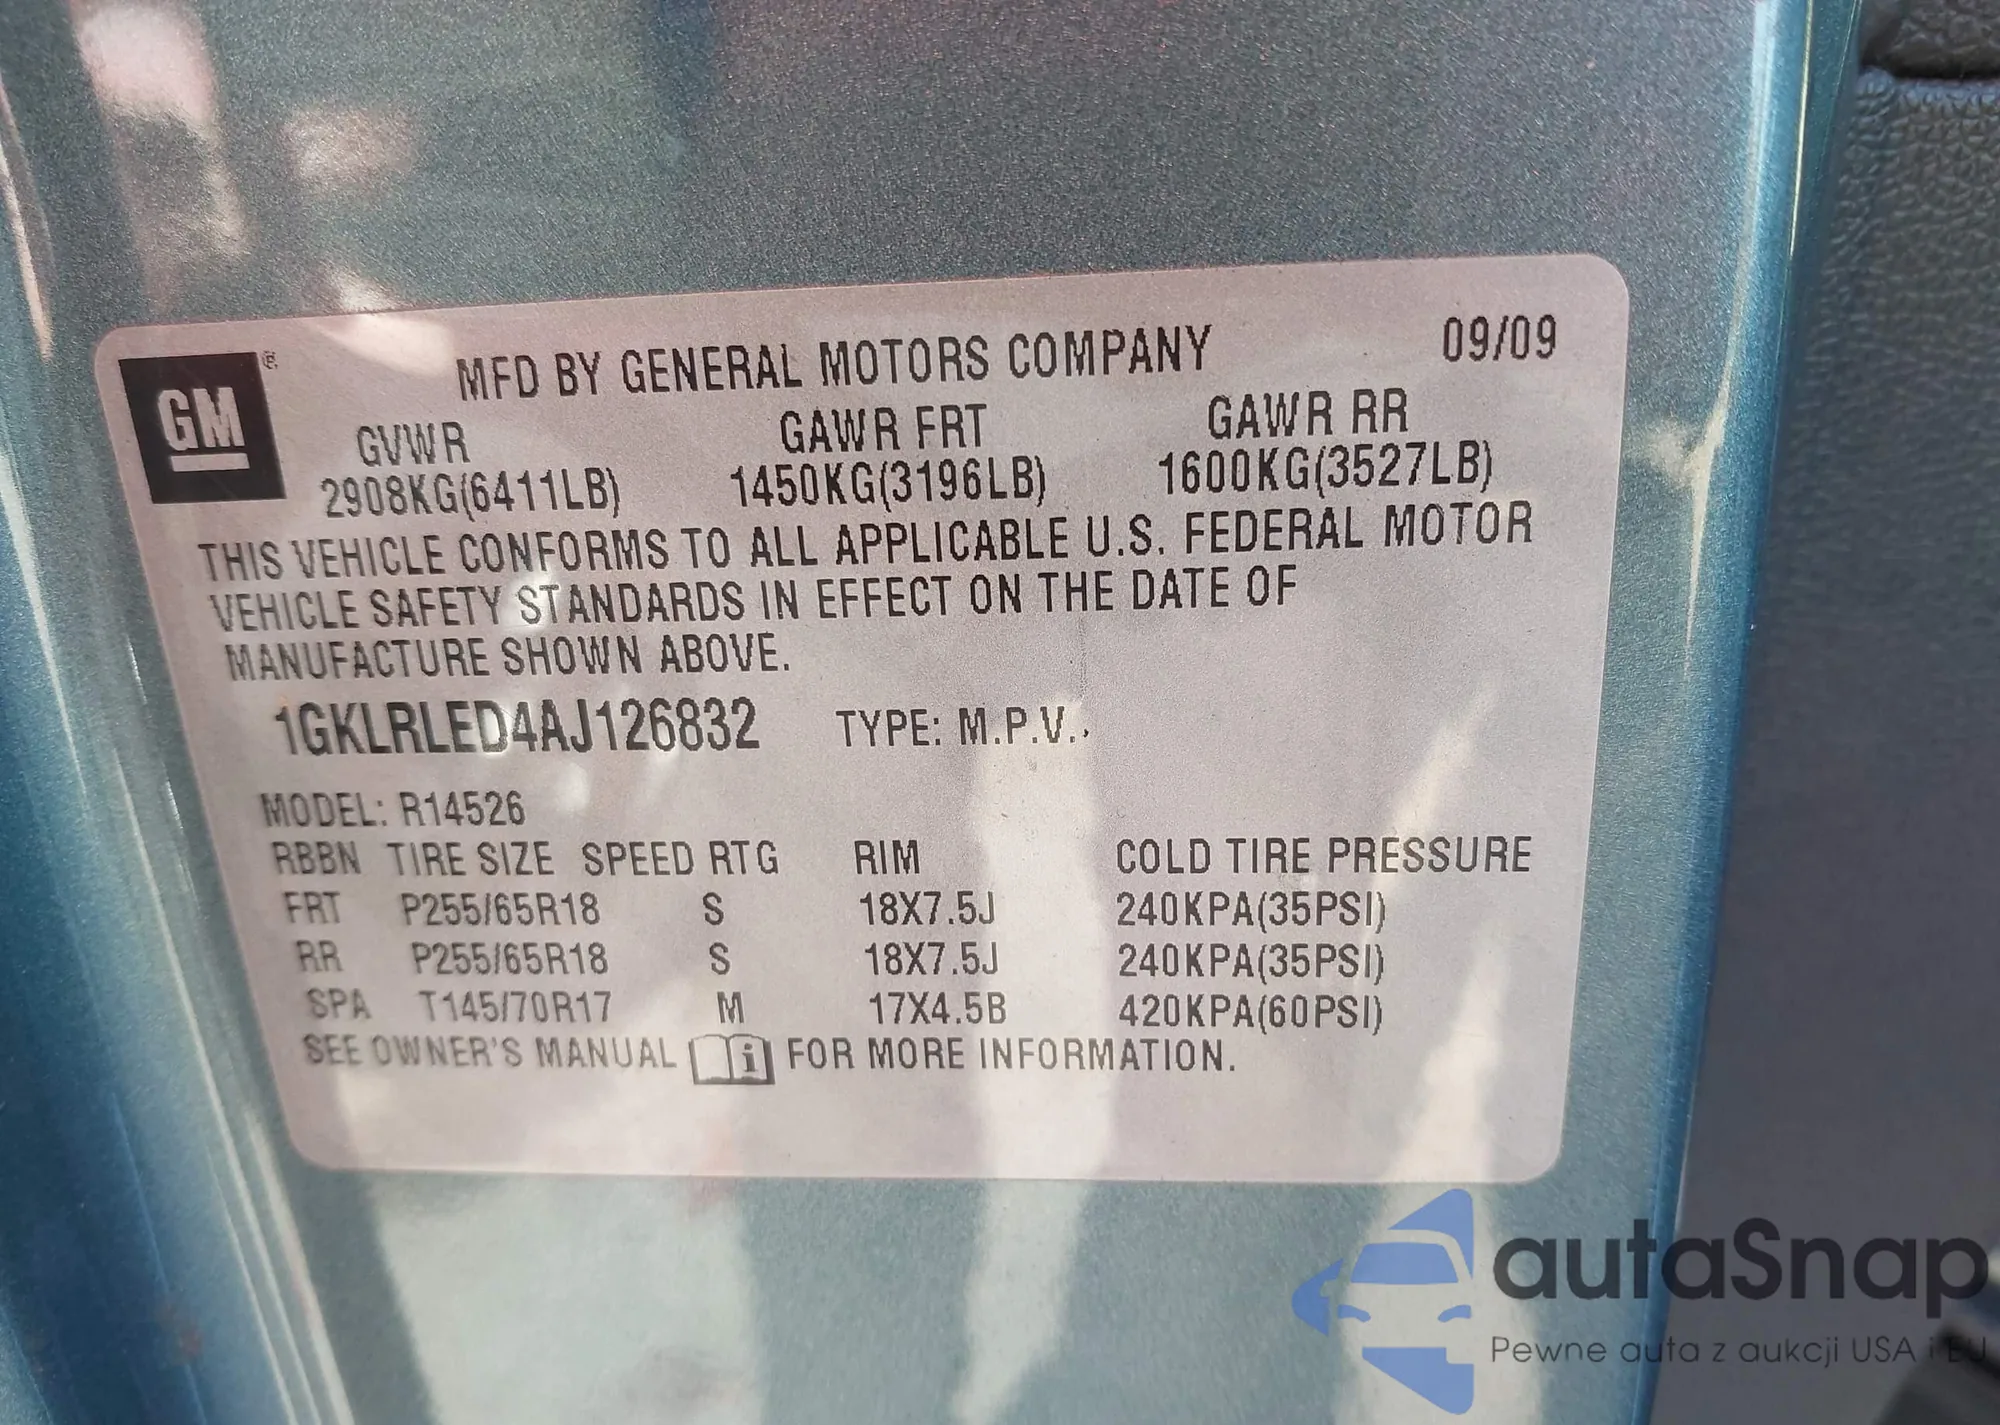 MFD BY GENERAL MOTORS COMPANY 09/09
GM ®
GVWR GAWR FRT GAWR RR
2908KG(6411LB) 1450KG(3196LB) 1600KG(3527LB)
THIS VEHICLE CONFORMS TO ALL APPLICABLE U.S. FEDERAL MOTOR
VEHICLE SAFETY STANDARDS IN EFFECT ON THE DATE OF
MANUFACTURE SHOWN ABOVE.
1GKLRLED4AJ126832 TYPE: M.P.V.
MODEL: R14526
RBBN TIRE SIZE SPEED RTG RIM COLD TIRE PRESSURE
FRT P255/65R18 S 18X7.5J 240KPA(35PSI)
RR P255/65R18 S 18X7.5J 240KPA(35PSI)
SPA T145/70R17 M 17X4.5B 420KPA(60PSI)
SEE OWNER'S MANUAL i FOR MORE INFORMATION.
autaSnap
Pewne auta z aukcji USA i EU